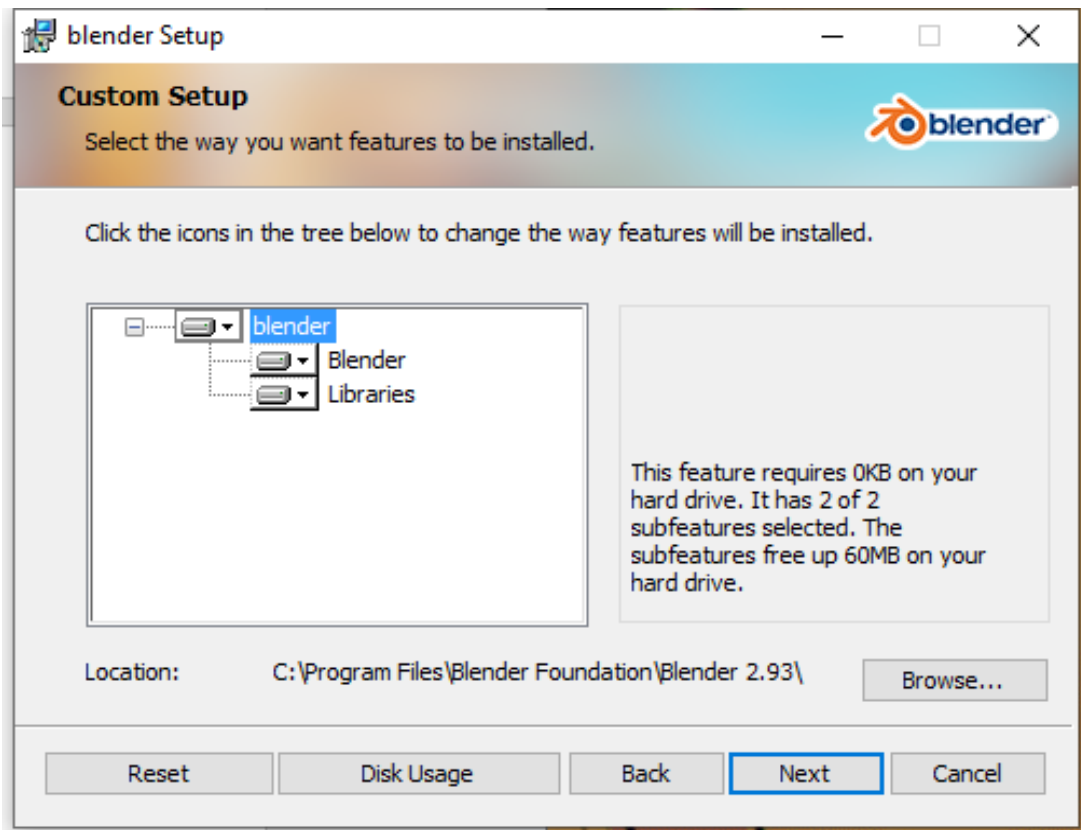 blender Setup
Custom Setup
Select the way you want features to be installed.
blender
Click the icons in the tree below to change the way features will be installed.
blender
Blender
Libraries
This feature requires 0KB on your
hard drive. It has 2 of 2
subfeatures selected. The
subfeatures free up 60MB on your
hard drive.
Location: C:\Program Files\Blender Foundation\Blender 2.93\
Browse...
Reset Disk Usage Back Next Cancel